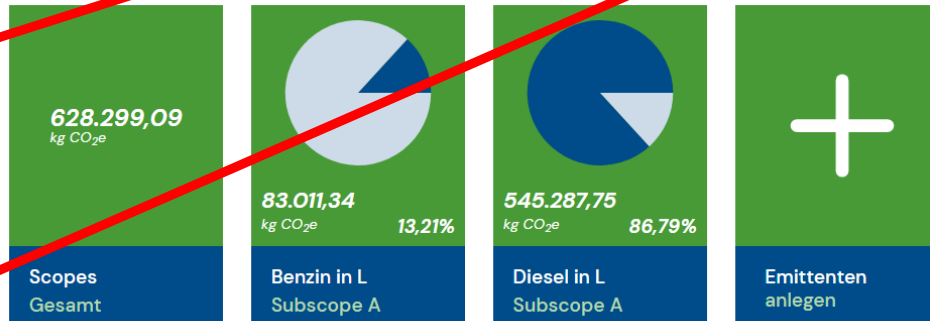 628.299,09
kg CO₂e
Scopes
Gesamt
83.011,34
kg CO₂e 13,21%
Benzin in L
Subscope A
545.287,75
kg CO₂e 86,79%
Diesel in L
Subscope A
Emittenten
anlegen